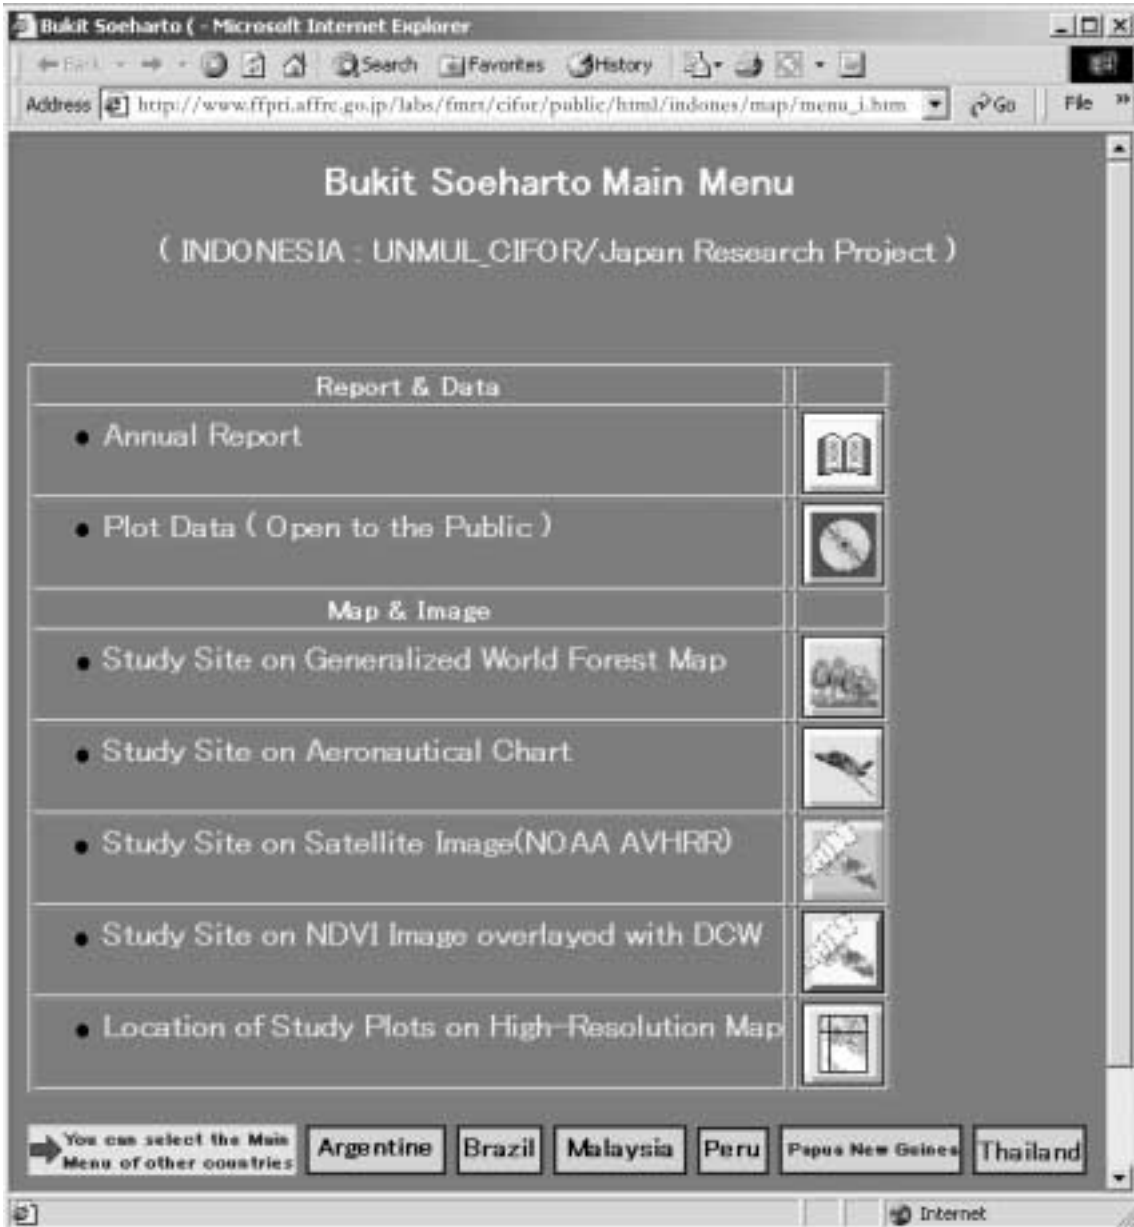 Bukit Soeharto ( - Microsoft Internet Explorer
Back Search Favorites History
Address http://www.ffpri.affrc.go.jp/labs/fmrt/cifor/public/html/indones/map/menu_i.htm Go File »
Bukit Soeharto Main Menu
( INDONESIA : UNMUL_CIFOR/Japan Research Project )
Report & Data
● Annual Report
● Plot Data ( Open to the Public )
Map & Image
● Study Site on Generalized World Forest Map
● Study Site on Aeronautical Chart
● Study Site on Satellite Image(NOAA AVHRR)
● Study Site on NDVI Image overlayed with DCW
● Location of Study Plots on High-Resolution Map
You can select the Main
Menu of other countries
Argentine Brazil Malaysia Peru Papua New Guinea Thailand
Internet